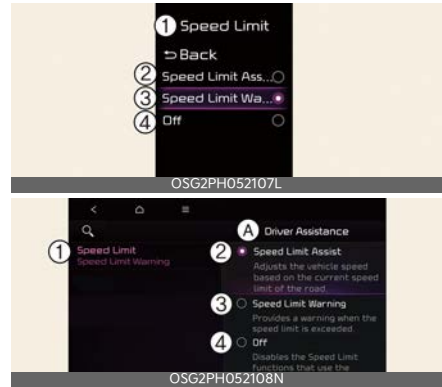 ① Speed Limit
⮌ Back
② Speed Limit Ass...
③ Speed Limit Wa...
④ Off
OSG2PH052107L
Ⓐ Driver Assistance
① Speed Limit
Speed Limit Warning
② Speed Limit Assist
Adjusts the vehicle speed
based on the current speed
limit of the road.
③ Speed Limit Warning
Provides a warning when the
speed limit is exceeded.
④ Off
Disables the Speed Limit
functions that use the
OSG2PH052108N